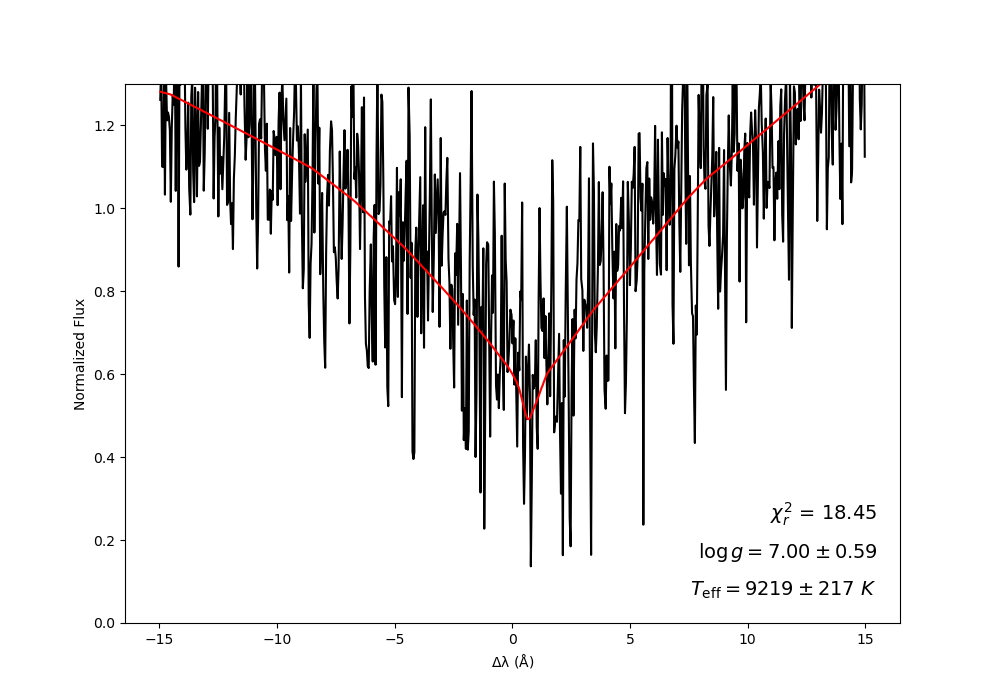 1.2
1.0
0.8
0.6
0.4
0.2
0.0
Normalized Flux
χ²ᵣ = 18.45
log g = 7.00 ± 0.59
T_eff = 9219 ± 217 K
−15 −10 −5 0 5 10 15
Δλ (Å)